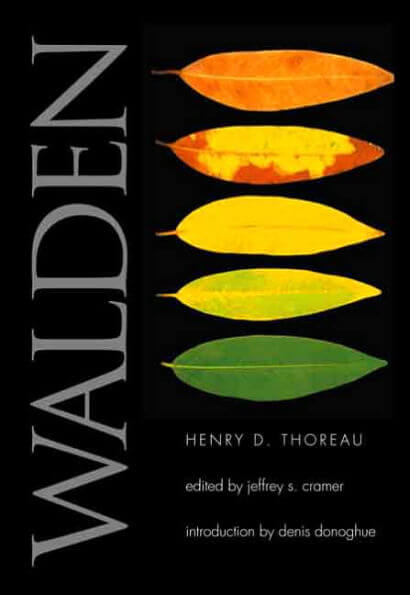 WALDEN
HENRY D. THOREAU
edited by jeffrey s. cramer
introduction by denis donoghue